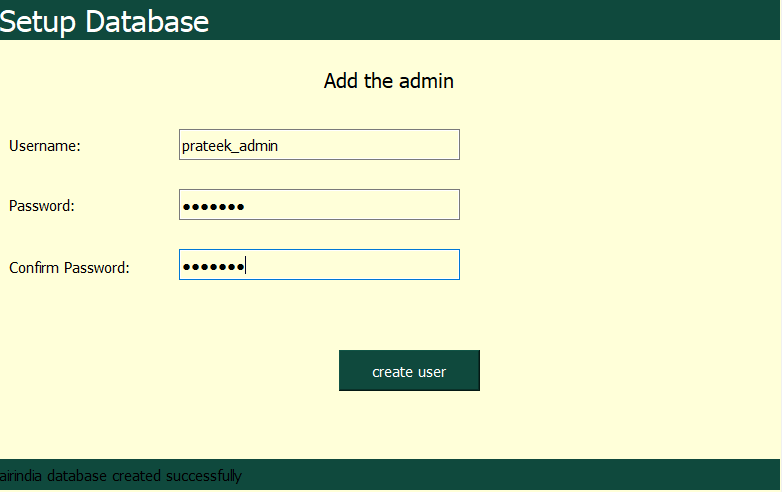 Setup Database
Add the admin
Username:
prateek_admin
Password:
●●●●●●●
Confirm Password:
●●●●●●●
create user
airindia database created successfully